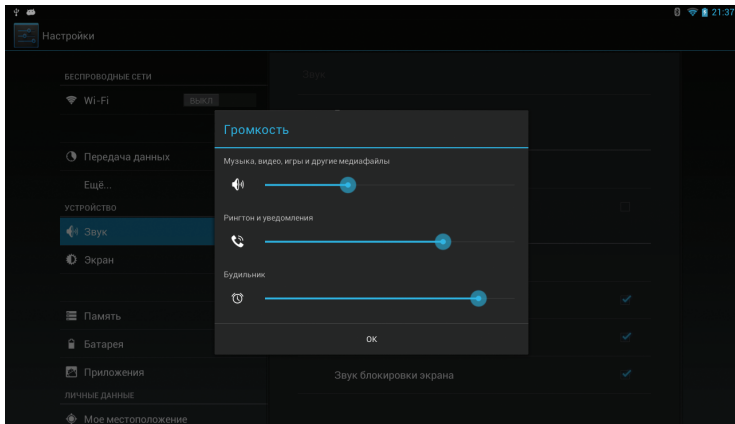 21:37
Настройки
БЕСПРОВОДНЫЕ СЕТИ
Звук
Wi-Fi
ВЫКЛ
Передача данных
Ещё...
УСТРОЙСТВО
Звук
Экран
Память
Батарея
Приложения
ЛИЧНЫЕ ДАННЫЕ
Мое местоположение
Громкость
Музыка, видео, игры и другие медиафайлы
Рингтон и уведомления
Будильник
ОК
Звук блокировки экрана